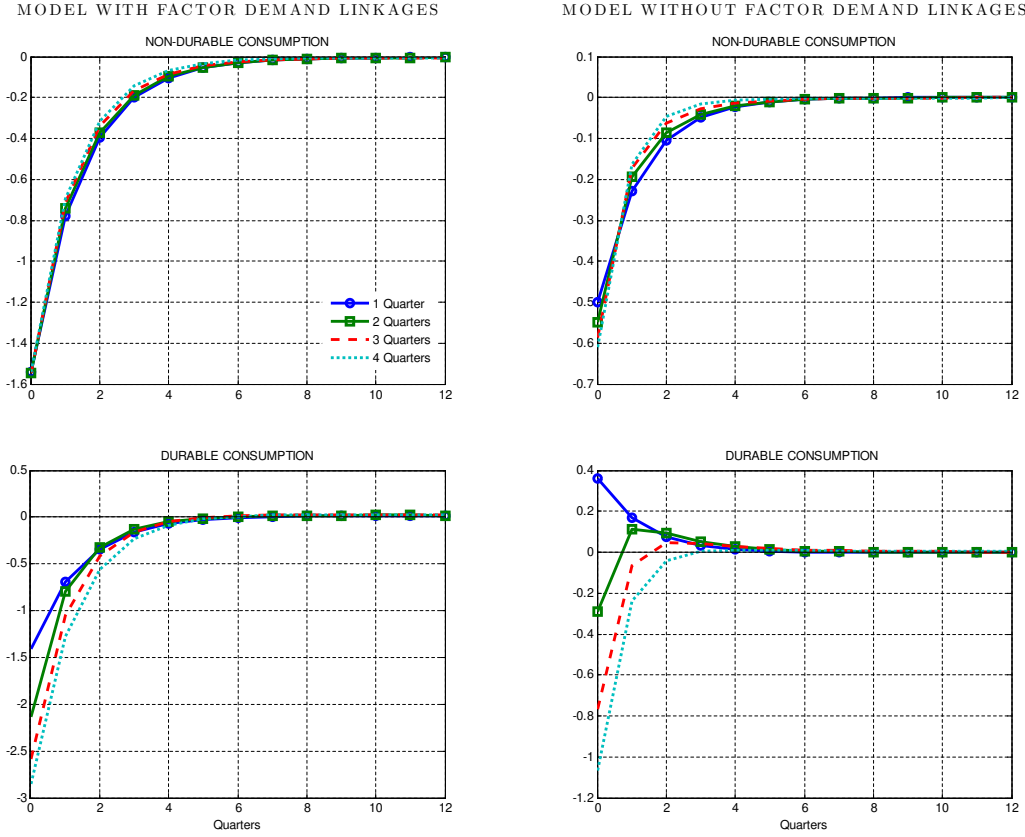 MODEL WITH FACTOR DEMAND LINKAGES
MODEL WITHOUT FACTOR DEMAND LINKAGES
NON-DURABLE CONSUMPTION
0
-0.2
-0.4
-0.6
-0.8
-1
-1.2
-1.4
-1.6
0 2 4 6 8 10 12
1 Quarter
2 Quarters
3 Quarters
4 Quarters
NON-DURABLE CONSUMPTION
0.1
0
-0.1
-0.2
-0.3
-0.4
-0.5
-0.6
-0.7
0 2 4 6 8 10 12
DURABLE CONSUMPTION
0.5
0
-0.5
-1
-1.5
-2
-2.5
-3
0 2 4 6 8 10 12
Quarters
DURABLE CONSUMPTION
0.4
0.2
0
-0.2
-0.4
-0.6
-0.8
-1
-1.2
0 2 4 6 8 10 12
Quarters